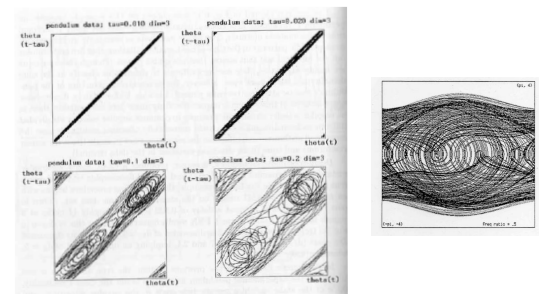 pendulum data; tau=0.010 dim=3
theta
(t-tau)
theta(t)
pendulum data; tau=0.020 dim=3
theta
(t-tau)
theta(t)
pendulum data; tau=0.1 dim=3
theta
(t-tau)
theta(t)
pendulum data; tau=0.2 dim=3
theta
(t-tau)
theta(t)
(pi, 4)
Freq ratio = .5